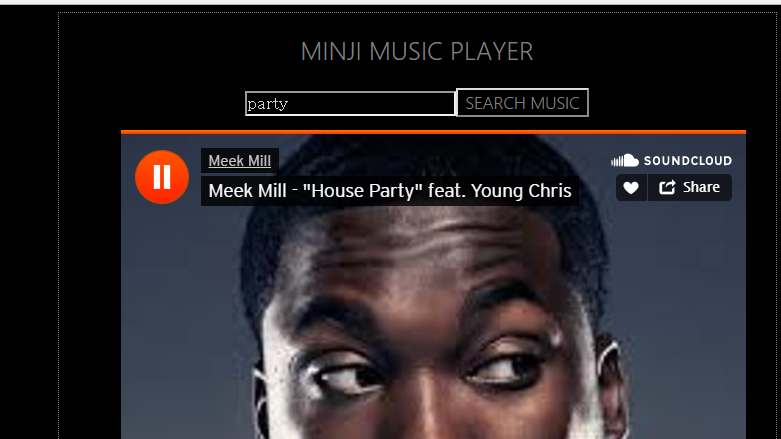 MINJI MUSIC PLAYER
party SEARCH MUSIC
Meek Mill SOUNDCLOUD
Meek Mill - "House Party" feat. Young Chris Share